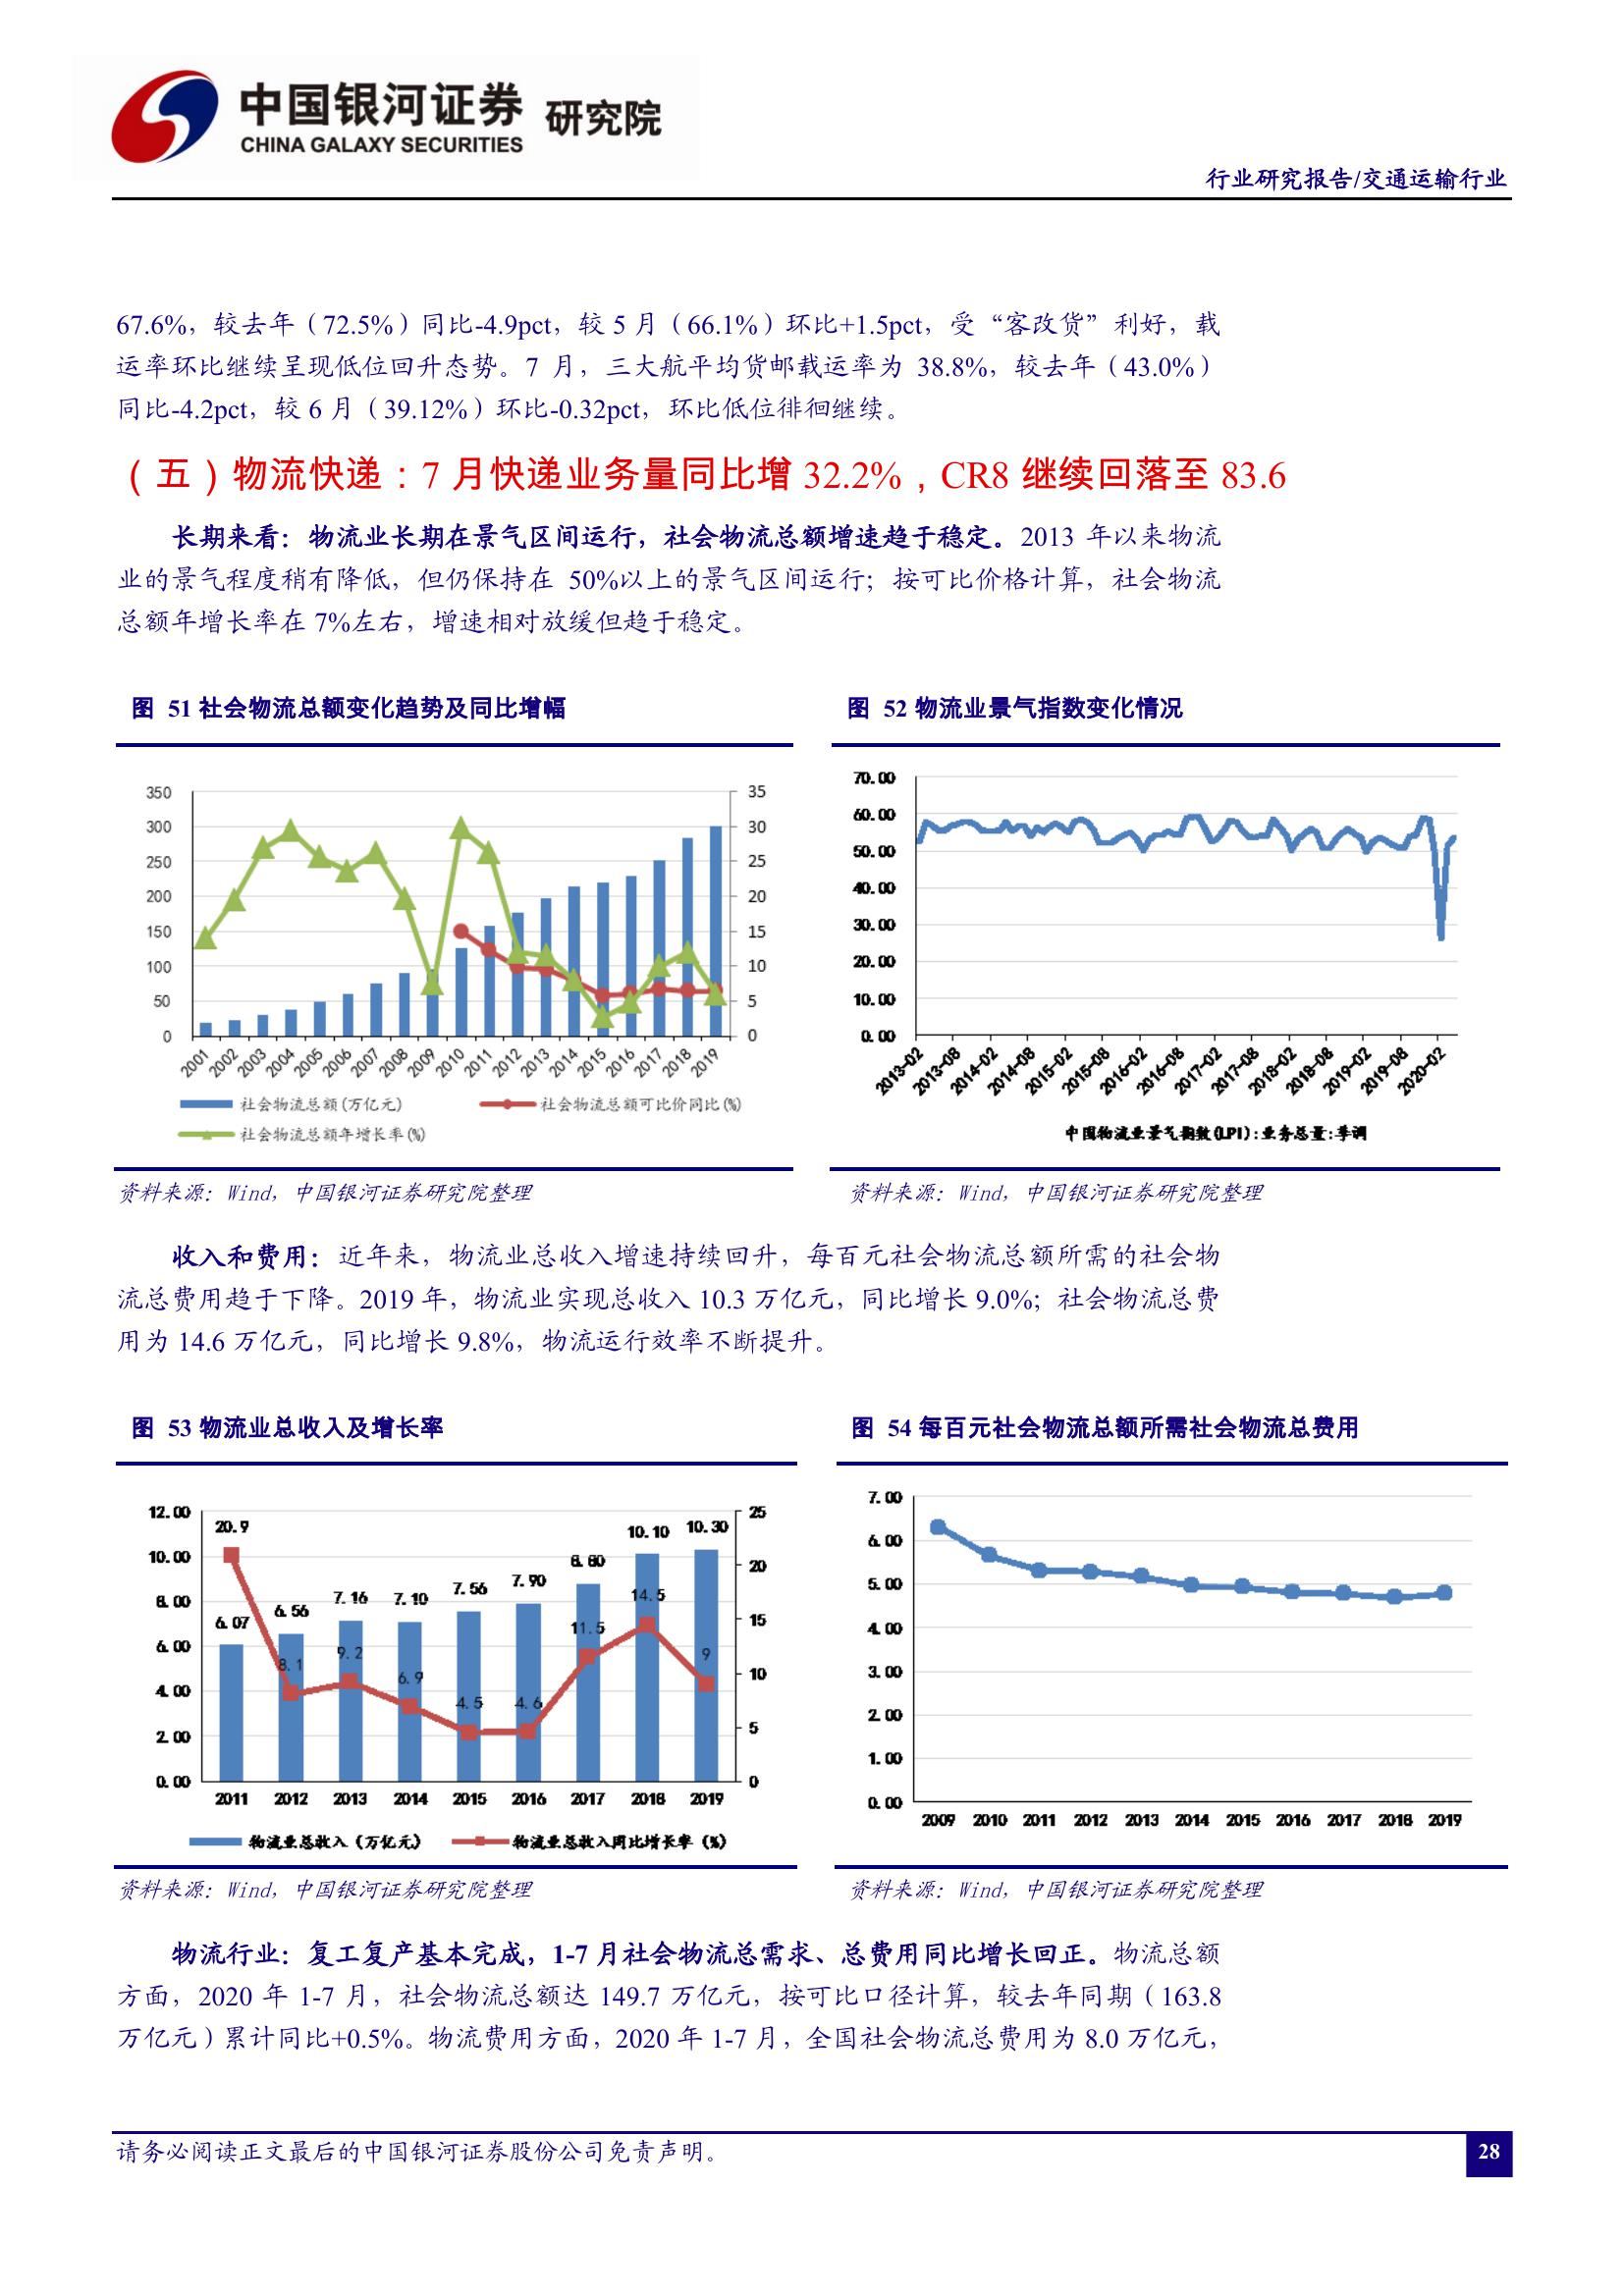 中国银河证券 研究院
CHINA GALAXY SECURITIES
行业研究报告/交通运输行业
67.6%，较去年（72.5%）同比-4.9pct，较 5 月（66.1%）环比+1.5pct，受“客改货”利好，载
运率环比继续呈现低位回升态势。7 月，三大航平均货邮载运率为 38.8%，较去年（43.0%）
同比-4.2pct，较 6 月（39.12%）环比-0.32pct，环比低位徘徊继续。
（五）物流快递：7 月快递业务量同比增 32.2%，CR8 继续回落至 83.6
长期来看：物流业长期在景气区间运行，社会物流总额增速趋于稳定。2013 年以来物流
业的景气程度稍有降低，但仍保持在 50%以上的景气区间运行；按可比价格计算，社会物流
总额年增长率在 7%左右，增速相对放缓但趋于稳定。
图 51 社会物流总额变化趋势及同比增幅
350
300
250
200
150
100
50
0
35
30
25
20
15
10
5
0
2001 2002 2003 2004 2005 2006 2007 2008 2009 2010 2011 2012 2013 2014 2015 2016 2017 2018 2019
社会物流总额(万亿元) 社会物流总额可比价同比(%)
社会物流总额年增长率(%)
资料来源：Wind，中国银河证券研究院整理
图 52 物流业景气指数变化情况
70.00
60.00
50.00
40.00
30.00
20.00
10.00
0.00
2013-02 2013-08 2014-02 2014-08 2015-02 2015-08 2016-02 2016-08 2017-02 2017-08 2018-02 2018-08 2019-02 2019-08 2020-02
中国物流业景气指数(LPI):业务总量:季调
资料来源：Wind，中国银河证券研究院整理
收入和费用：近年来，物流业总收入增速持续回升，每百元社会物流总额所需的社会物
流总费用趋于下降。2019 年，物流业实现总收入 10.3 万亿元，同比增长 9.0%；社会物流总费
用为 14.6 万亿元，同比增长 9.8%，物流运行效率不断提升。
图 53 物流业总收入及增长率
12.00
10.00
8.00
6.00
4.00
2.00
0.00
25
20
15
10
5
0
6.07 6.56 7.16 7.10 7.56 7.90 8.80 10.10 10.30
20.9 8.1 9.2 6.9 4.5 4.6 11.5 14.5 9
2011 2012 2013 2014 2015 2016 2017 2018 2019
物流业总收入（万亿元） 物流业总收入同比增长率（%）
资料来源：Wind，中国银河证券研究院整理
图 54 每百元社会物流总额所需社会物流总费用
7.00
6.00
5.00
4.00
3.00
2.00
1.00
0.00
2009 2010 2011 2012 2013 2014 2015 2016 2017 2018 2019
资料来源：Wind，中国银河证券研究院整理
物流行业：复工复产基本完成，1-7 月社会物流总需求、总费用同比增长回正。物流总额
方面，2020 年 1-7 月，社会物流总额达 149.7 万亿元，按可比口径计算，较去年同期（163.8
万亿元）累计同比+0.5%。物流费用方面，2020 年 1-7 月，全国社会物流总费用为 8.0 万亿元，
请务必阅读正文最后的中国银河证券股份公司免责声明。
28